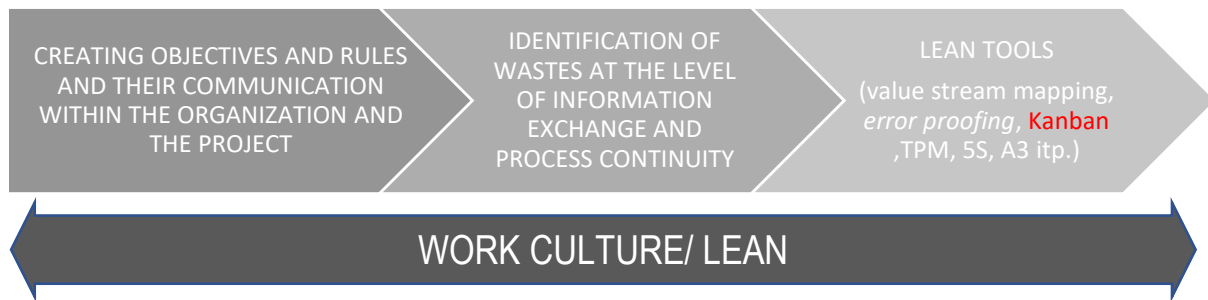 CREATING OBJECTIVES AND RULES
AND THEIR COMMUNICATION
WITHIN THE ORGANIZATION AND
THE PROJECT
IDENTIFICATION OF
WASTES AT THE LEVEL
OF INFORMATION
EXCHANGE AND
PROCESS CONTINUITY
LEAN TOOLS
(value stream mapping,
error proofing, Kanban
,TPM, 5S, A3 itp.)
WORK CULTURE/ LEAN